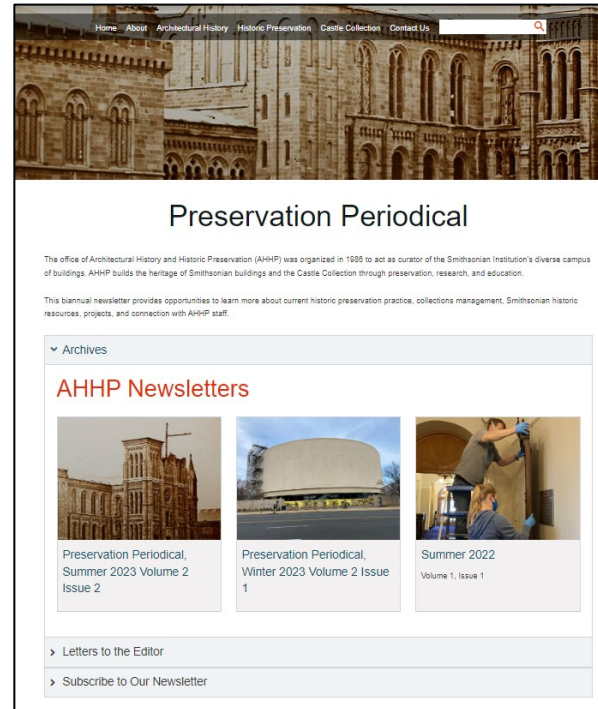 Home About Architectural History Historic Preservation Castle Collection Contact Us
Preservation Periodical
The office of Architectural History and Historic Preservation (AHHP) was organized in 1986 to act as curator of the Smithsonian Institution's diverse campus
of buildings. AHHP builds the heritage of Smithsonian buildings and the Castle Collection through preservation, research, and education.
This biannual newsletter provides opportunities to learn more about current historic preservation practice, collections management, Smithsonian historic
resources, projects, and connection with AHHP staff.
Archives
AHHP Newsletters
Preservation Periodical,
Summer 2023 Volume 2
Issue 2
Preservation Periodical,
Winter 2023 Volume 2 Issue
1
Summer 2022
Volume 1, Issue 1
Letters to the Editor
Subscribe to Our Newsletter